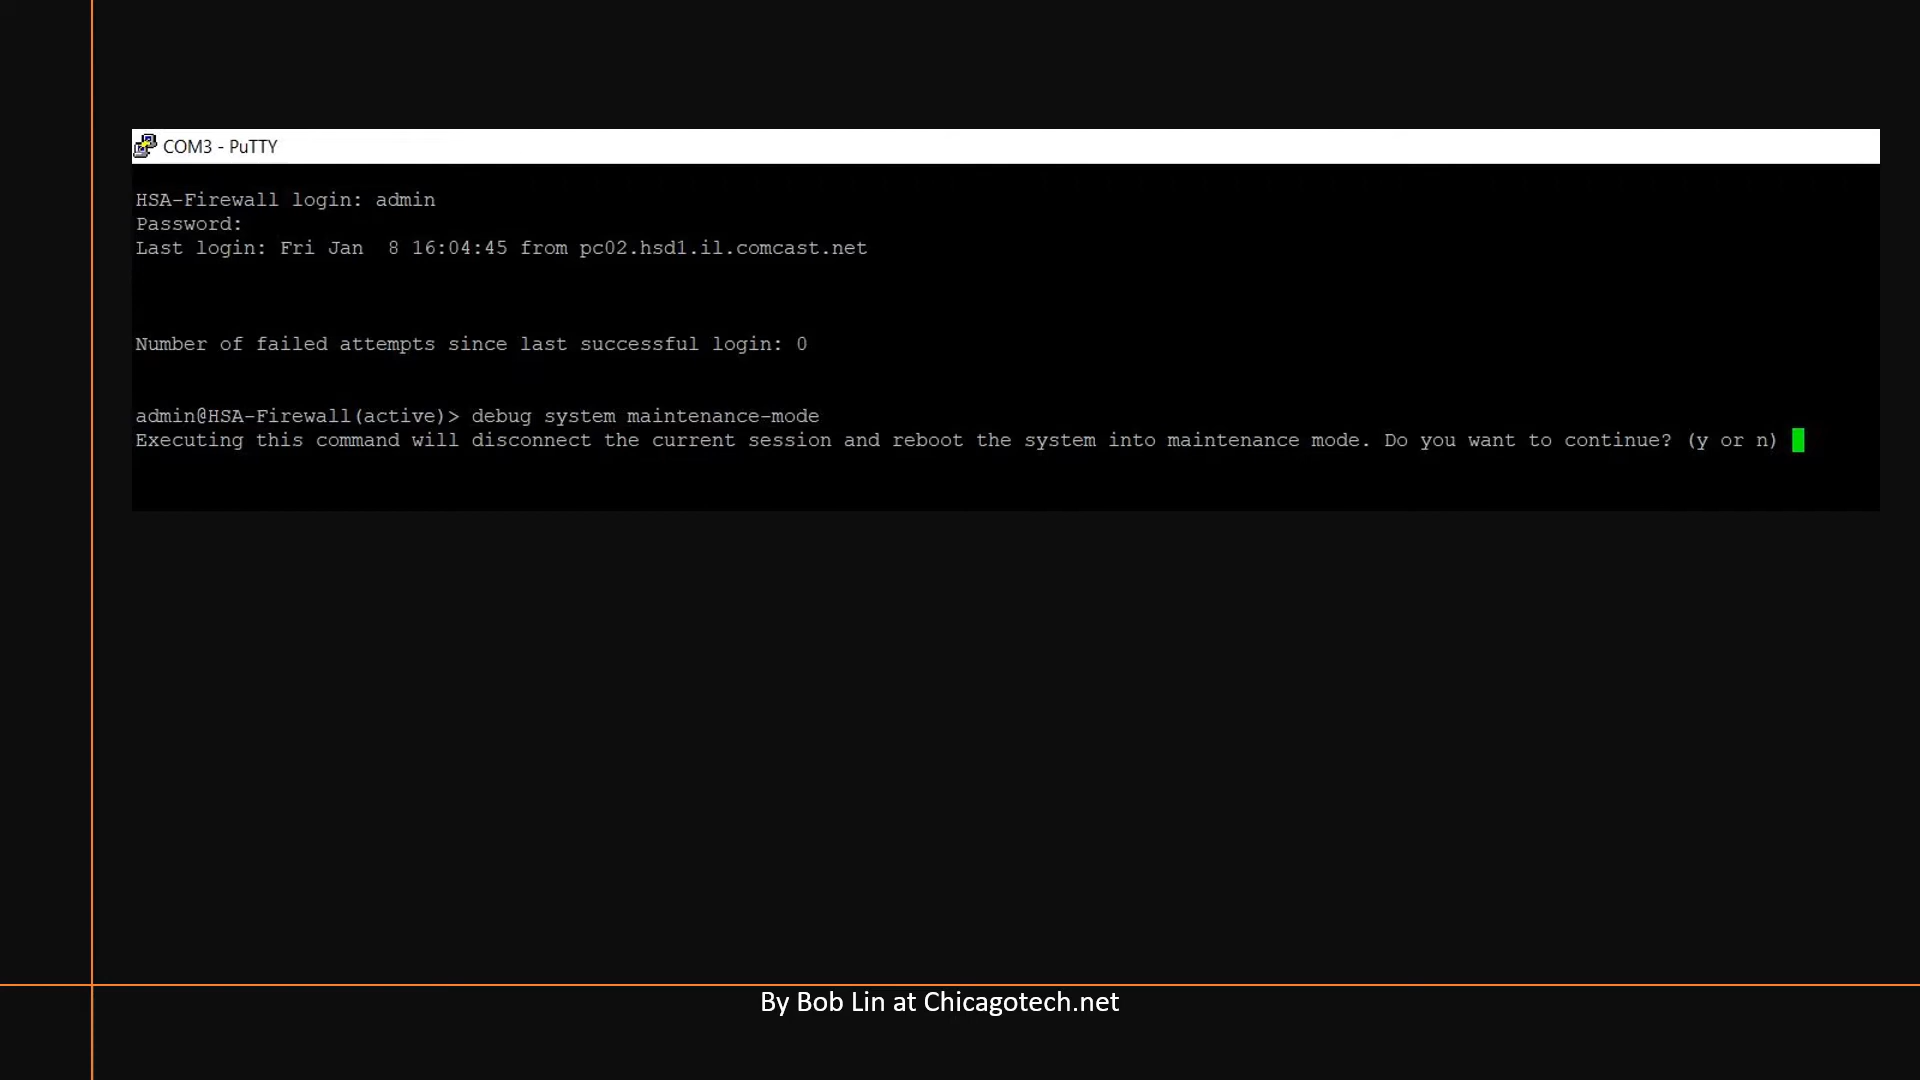 COM3 - PuTTY
HSA-Firewall login: admin
Password:
Last login: Fri Jan  8 16:04:45 from pc02.hsd1.il.comcast.net
Number of failed attempts since last successful login: 0
admin@HSA-Firewall(active)> debug system maintenance-mode
Executing this command will disconnect the current session and reboot the system into maintenance mode. Do you want to continue? (y or n)
By Bob Lin at Chicagotech.net